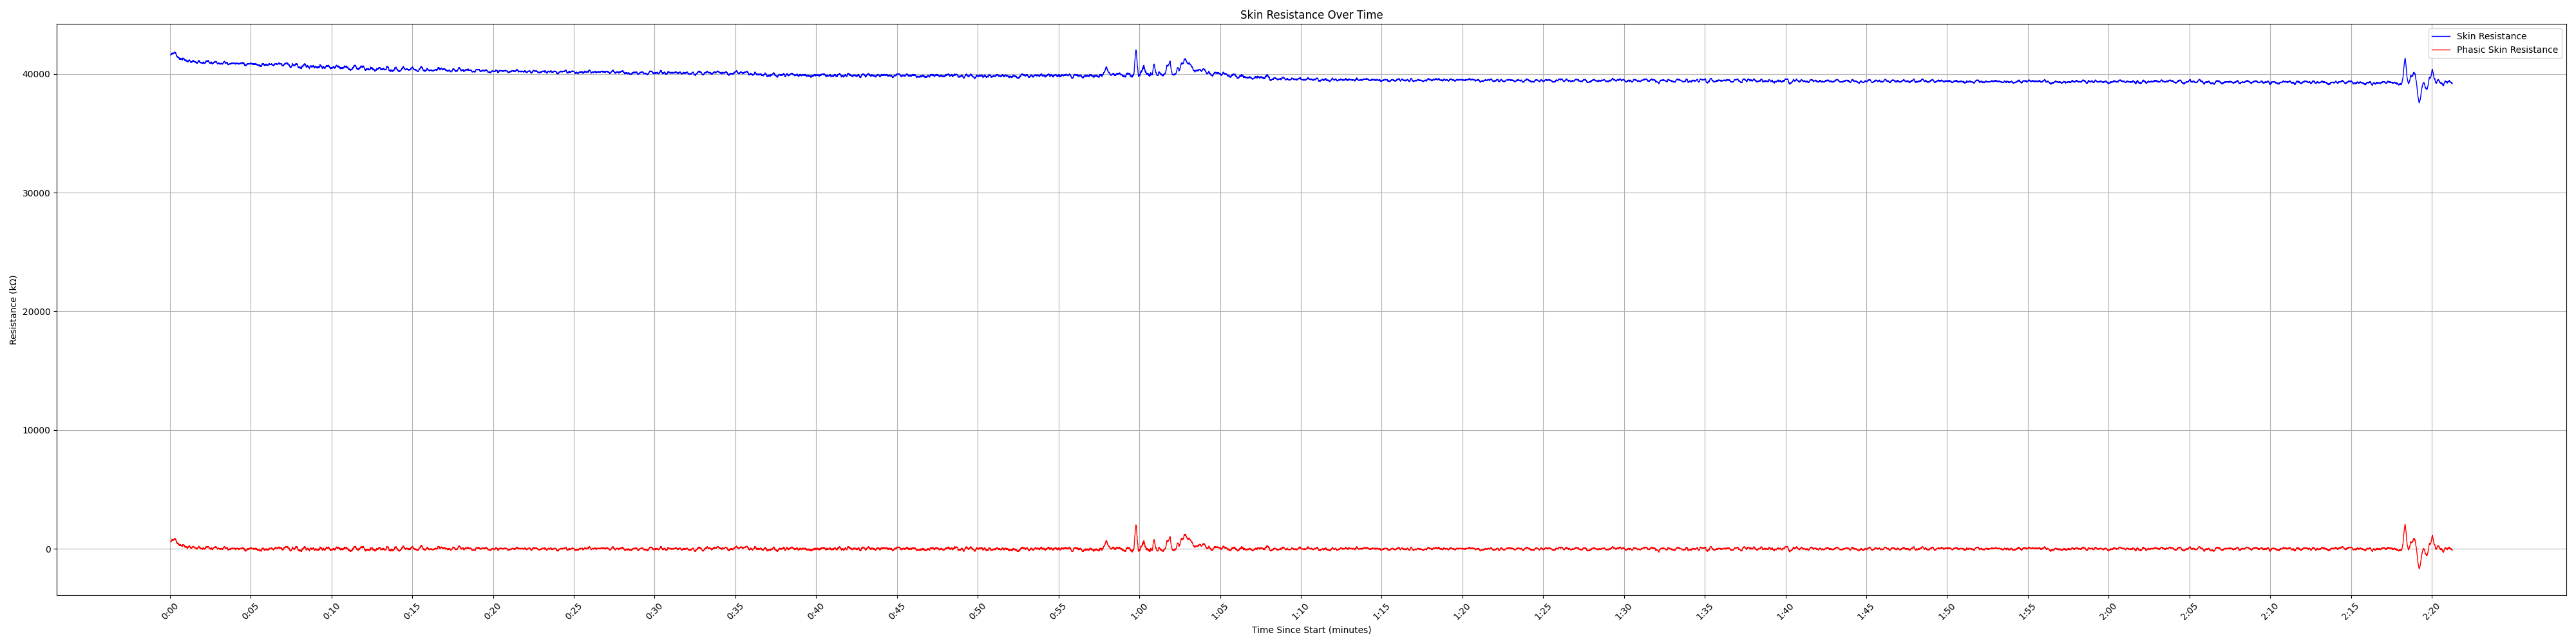 Skin Resistance Over Time
Skin Resistance
Phasic Skin Resistance
Resistance (kΩ)
40000
30000
20000
10000
0
0:00 0:05 0:10 0:15 0:20 0:25 0:30 0:35 0:40 0:45 0:50 0:55 1:00 1:05 1:10 1:15 1:20 1:25 1:30 1:35 1:40 1:45 1:50 1:55 2:00 2:05 2:10 2:15 2:20
Time Since Start (minutes)